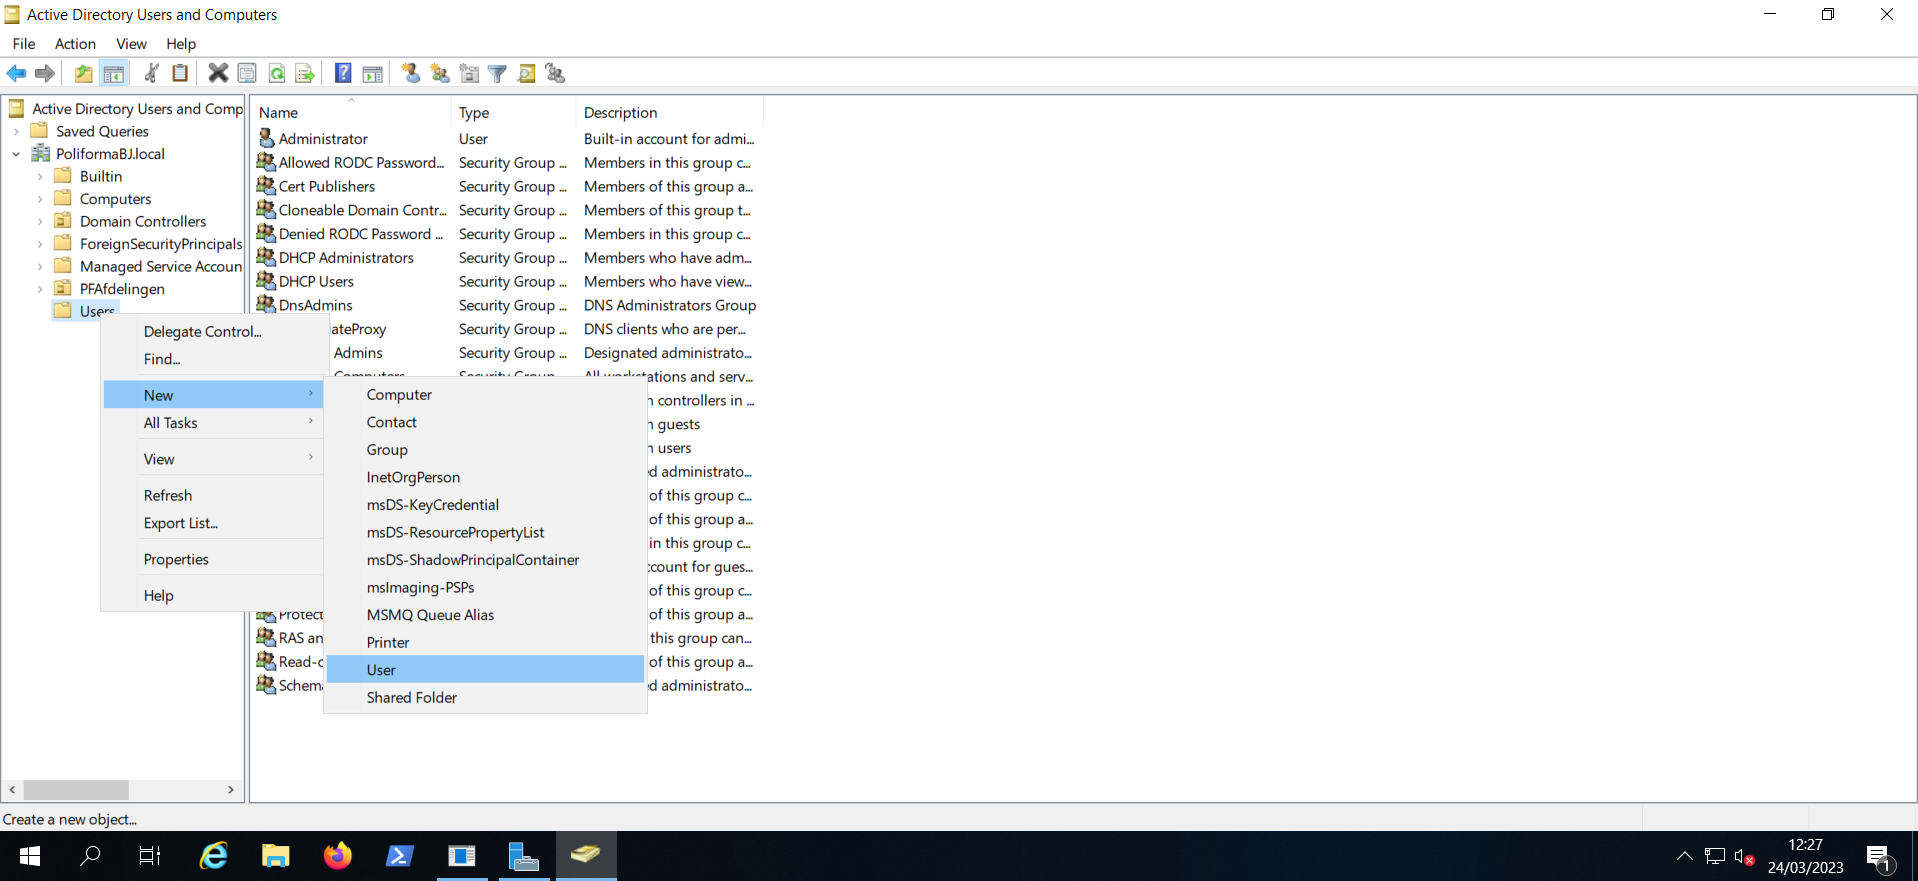 Active Directory Users and Computers
File Action View Help
Active Directory Users and Comp
Saved Queries
PoliformaBJ.local
Builtin
Computers
Domain Controllers
ForeignSecurityPrincipals
Managed Service Accoun
PFAfdelingen
Users
Delegate Control...
Find...
New
All Tasks
View
Refresh
Export List...
Properties
Help
Computer
Contact
Group
InetOrgPerson
msDS-KeyCredential
msDS-ResourcePropertyList
msDS-ShadowPrincipalContainer
msImaging-PSPs
MSMQ Queue Alias
Printer
User
Shared Folder
Name Type Description
Administrator User Built-in account for admi...
Allowed RODC Password... Security Group ... Members in this group c...
Cert Publishers Security Group ... Members of this group a...
Cloneable Domain Contr... Security Group ... Members of this group t...
Denied RODC Password ... Security Group ... Members in this group c...
DHCP Administrators Security Group ... Members who have adm...
DHCP Users Security Group ... Members who have view...
DnsAdmins Security Group ... DNS Administrators Group
ateProxy Security Group ... DNS clients who are per...
Admins Security Group ... Designated administrato...
Computers Security Group ... All workstations and serv...
n controllers in ...
n guests
n users
d administrato...
of this group c...
of this group a...
in this group c...
ccount for gues...
of this group c...
Protect of this group a...
RAS an this group can...
Read-c of this group a...
Schema d administrato...
Create a new object...
12:27
24/03/2023
1